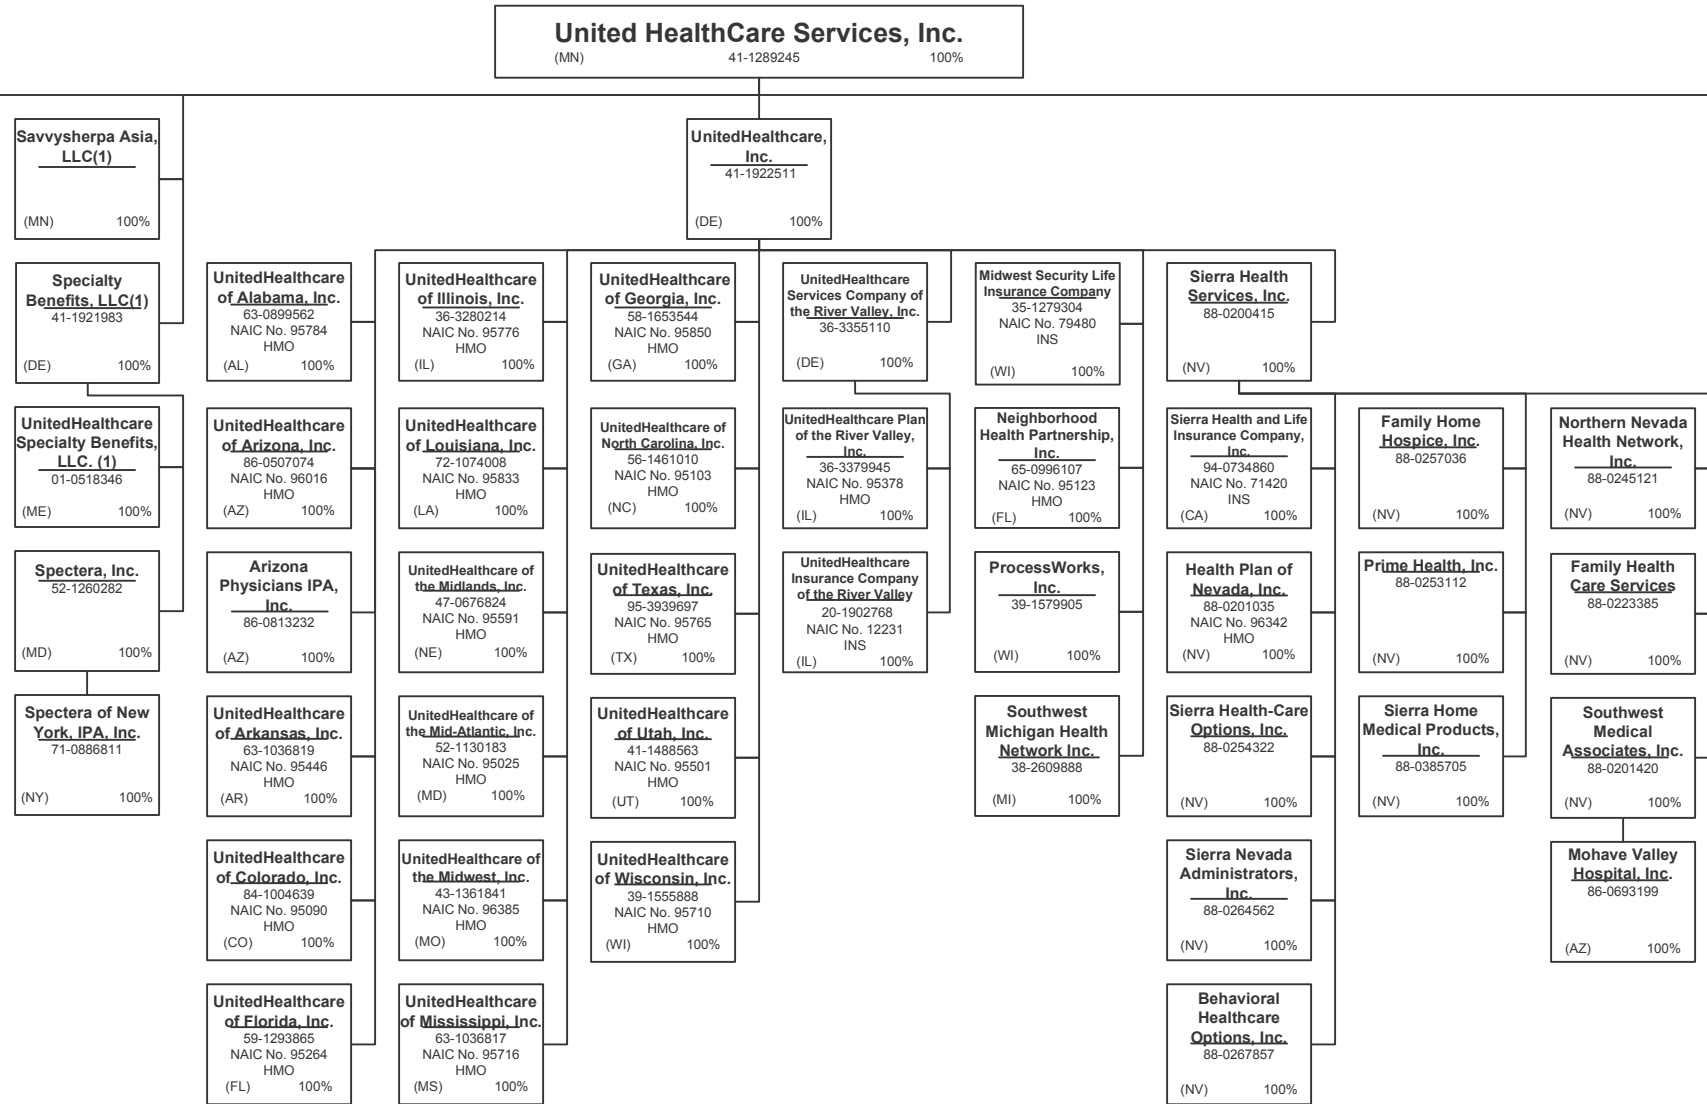 United HealthCare Services, Inc.
(MN) 41-1289245 100%
Savvysherpa Asia,
LLC(1)
(MN) 100%
UnitedHealthcare,
Inc.
41-1922511
(DE) 100%
Specialty
Benefits, LLC(1)
41-1921983
(DE) 100%
UnitedHealthcare
of Alabama, Inc.
63-0899562
NAIC No. 95784
HMO
(AL) 100%
UnitedHealthcare
of Illinois, Inc.
36-3280214
NAIC No. 95776
HMO
(IL) 100%
UnitedHealthcare
of Georgia, Inc.
58-1653544
NAIC No. 95850
HMO
(GA) 100%
UnitedHealthcare
Services Company of
the River Valley, Inc.
36-3355110
(DE) 100%
Midwest Security Life
Insurance Company
35-1279304
NAIC No. 79480
INS
(WI) 100%
Sierra Health
Services, Inc.
88-0200415
(NV) 100%
UnitedHealthcare
Specialty Benefits,
LLC. (1)
01-0518346
(ME) 100%
UnitedHealthcare
of Arizona, Inc.
86-0507074
NAIC No. 96016
HMO
(AZ) 100%
UnitedHealthcare
of Louisiana, Inc.
72-1074008
NAIC No. 95833
HMO
(LA) 100%
UnitedHealthcare of
North Carolina, Inc.
56-1461010
NAIC No. 95103
HMO
(NC) 100%
UnitedHealthcare Plan
of the River Valley,
Inc.
36-3379945
NAIC No. 95378
HMO
(IL) 100%
Neighborhood
Health Partnership,
Inc.
65-0996107
NAIC No. 95123
HMO
(FL) 100%
Sierra Health and Life
Insurance Company,
Inc.
94-0734860
NAIC No. 71420
INS
(CA) 100%
Family Home
Hospice, Inc.
88-0257036
(NV) 100%
Northern Nevada
Health Network,
Inc.
88-0245121
(NV) 100%
Spectera, Inc.
52-1260282
(MD) 100%
Arizona
Physicians IPA,
Inc.
86-0813232
(AZ) 100%
UnitedHealthcare of
the Midlands, Inc.
47-0676824
NAIC No. 95591
HMO
(NE) 100%
UnitedHealthcare
of Texas, Inc.
95-3939697
NAIC No. 95765
HMO
(TX) 100%
UnitedHealthcare
Insurance Company
of the River Valley
20-1902768
NAIC No. 12231
INS
(IL) 100%
ProcessWorks,
Inc.
39-1579905
(WI) 100%
Health Plan of
Nevada, Inc.
88-0201035
NAIC No. 96342
HMO
(NV) 100%
Prime Health, Inc.
88-0253112
(NV) 100%
Family Health
Care Services
88-0223385
(NV) 100%
Spectera of New
York, IPA, Inc.
71-0886811
(NY) 100%
UnitedHealthcare
of Arkansas, Inc.
63-1036819
NAIC No. 95446
HMO
(AR) 100%
UnitedHealthcare of
the Mid-Atlantic, Inc.
52-1130183
NAIC No. 95025
HMO
(MD) 100%
UnitedHealthcare
of Utah, Inc.
41-1488563
NAIC No. 95501
HMO
(UT) 100%
Southwest
Michigan Health
Network Inc.
38-2609888
(MI) 100%
Sierra Health-Care
Options, Inc.
88-0254322
(NV) 100%
Sierra Home
Medical Products,
Inc.
88-0385705
(NV) 100%
Southwest
Medical
Associates, Inc.
88-0201420
(NV) 100%
UnitedHealthcare
of Colorado, Inc.
84-1004639
NAIC No. 95090
HMO
(CO) 100%
UnitedHealthcare of
the Midwest, Inc.
43-1361841
NAIC No. 96385
HMO
(MO) 100%
UnitedHealthcare
of Wisconsin, Inc.
39-1555888
NAIC No. 95710
HMO
(WI) 100%
Sierra Nevada
Administrators,
Inc.
88-0264562
(NV) 100%
Mohave Valley
Hospital, Inc.
86-0693199
(AZ) 100%
UnitedHealthcare
of Florida, Inc.
59-1293865
NAIC No. 95264
HMO
(FL) 100%
UnitedHealthcare
of Mississippi, Inc.
63-1036817
NAIC No. 95716
HMO
(MS) 100%
Behavioral
Healthcare
Options, Inc.
88-0267857
(NV) 100%